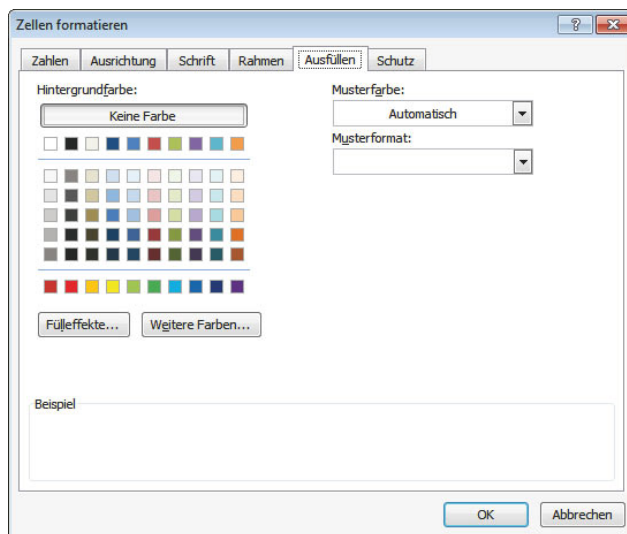 Zellen formatieren
?
Zahlen Ausrichtung Schrift Rahmen Ausfüllen Schutz
Hintergrundfarbe:
Keine Farbe
Musterfarbe:
Automatisch
Musterformat:
Fülleffekte... Weitere Farben...
Beispiel
OK Abbrechen